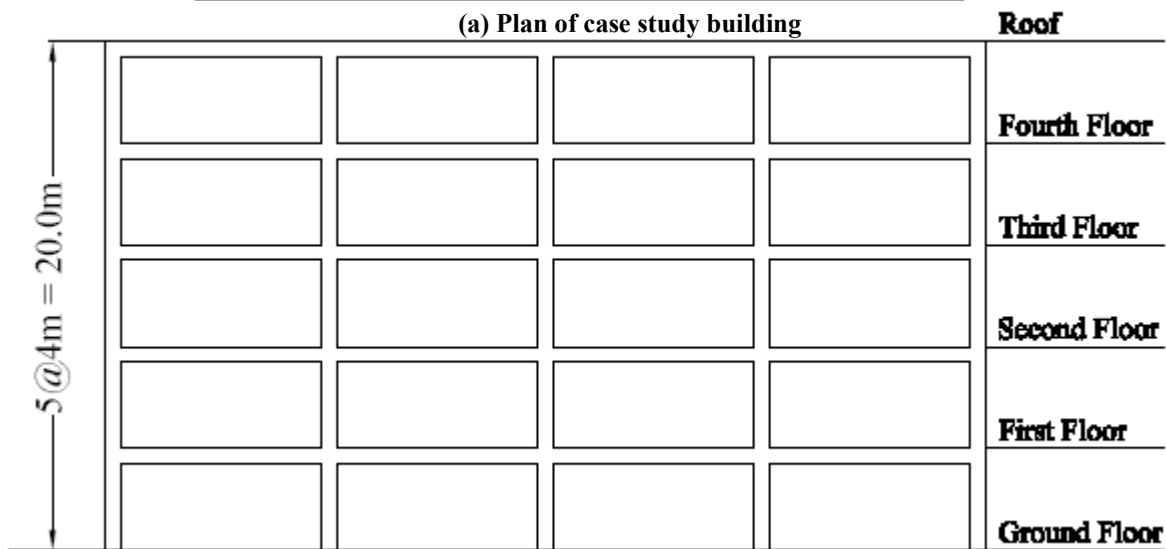 (a) Plan of case study building
Roof
Fourth Floor
Third Floor
5@4m = 20.0m
Second Floor
First Floor
Ground Floor